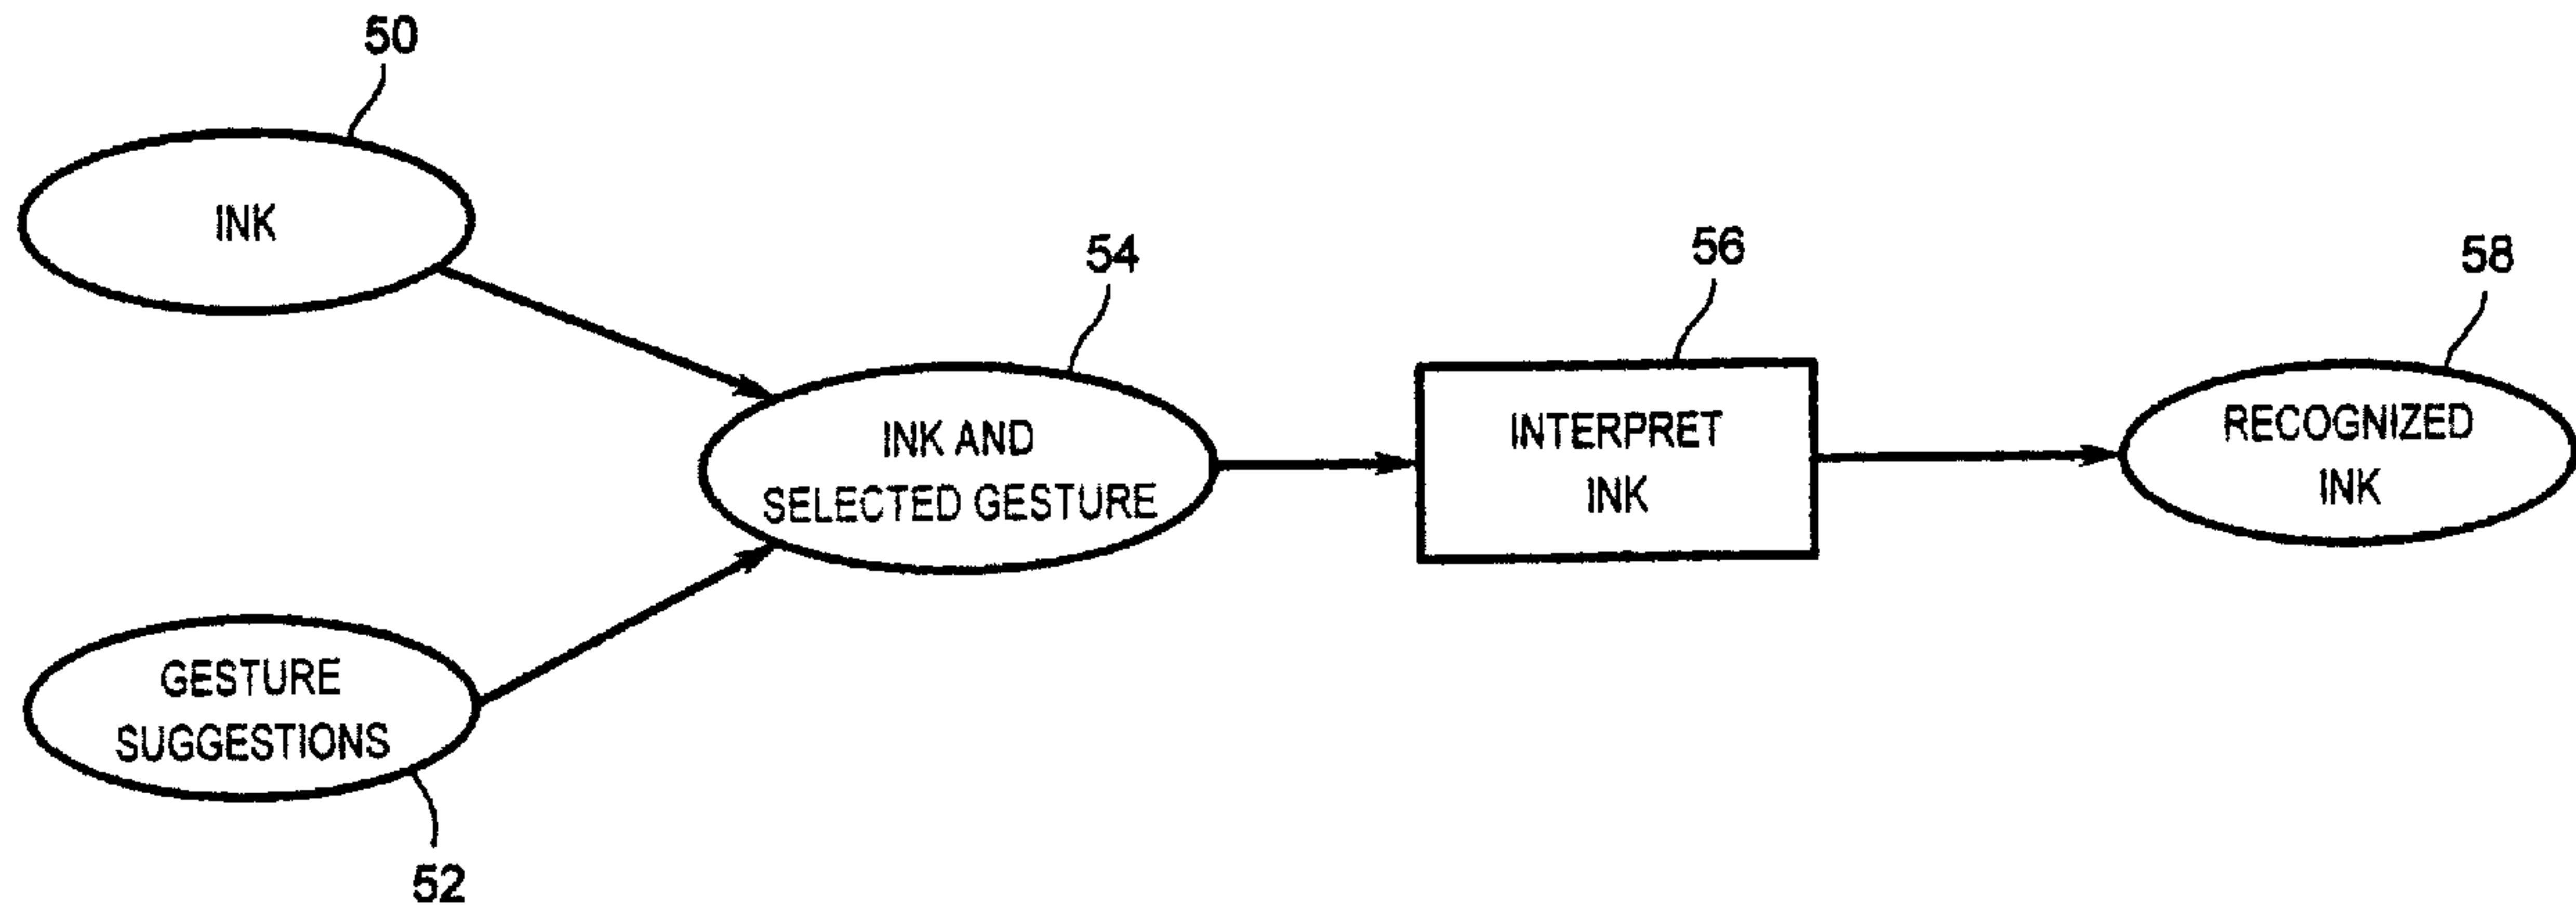 50
INK
54
INK AND
SELECTED GESTURE
56
INTERPRET
INK
58
RECOGNIZED
INK
GESTURE
SUGGESTIONS
52